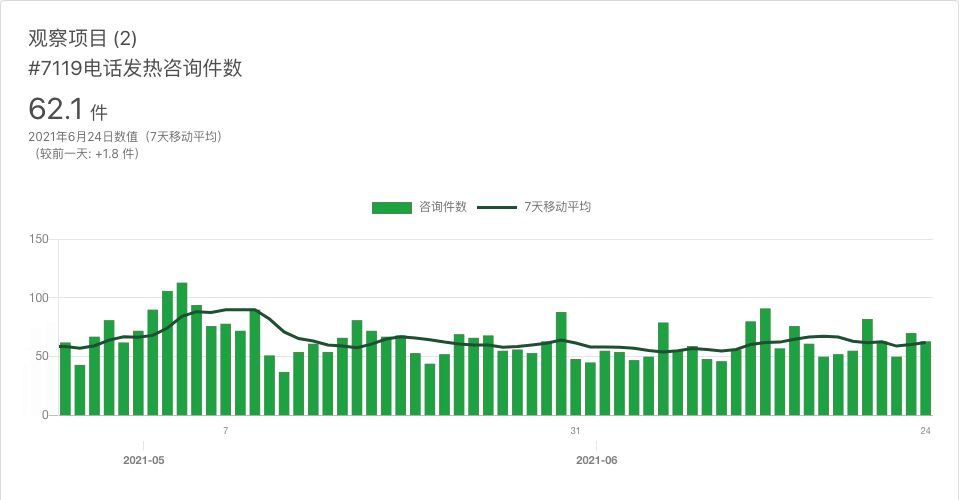 观察项目 (2)
#7119电话发热咨询件数
62.1 件
2021年6月24日数值（7天移动平均）
（较前一天: +1.8 件）
咨询件数 7天移动平均
150
100
50
0
7 31 24
2021-05 2021-06